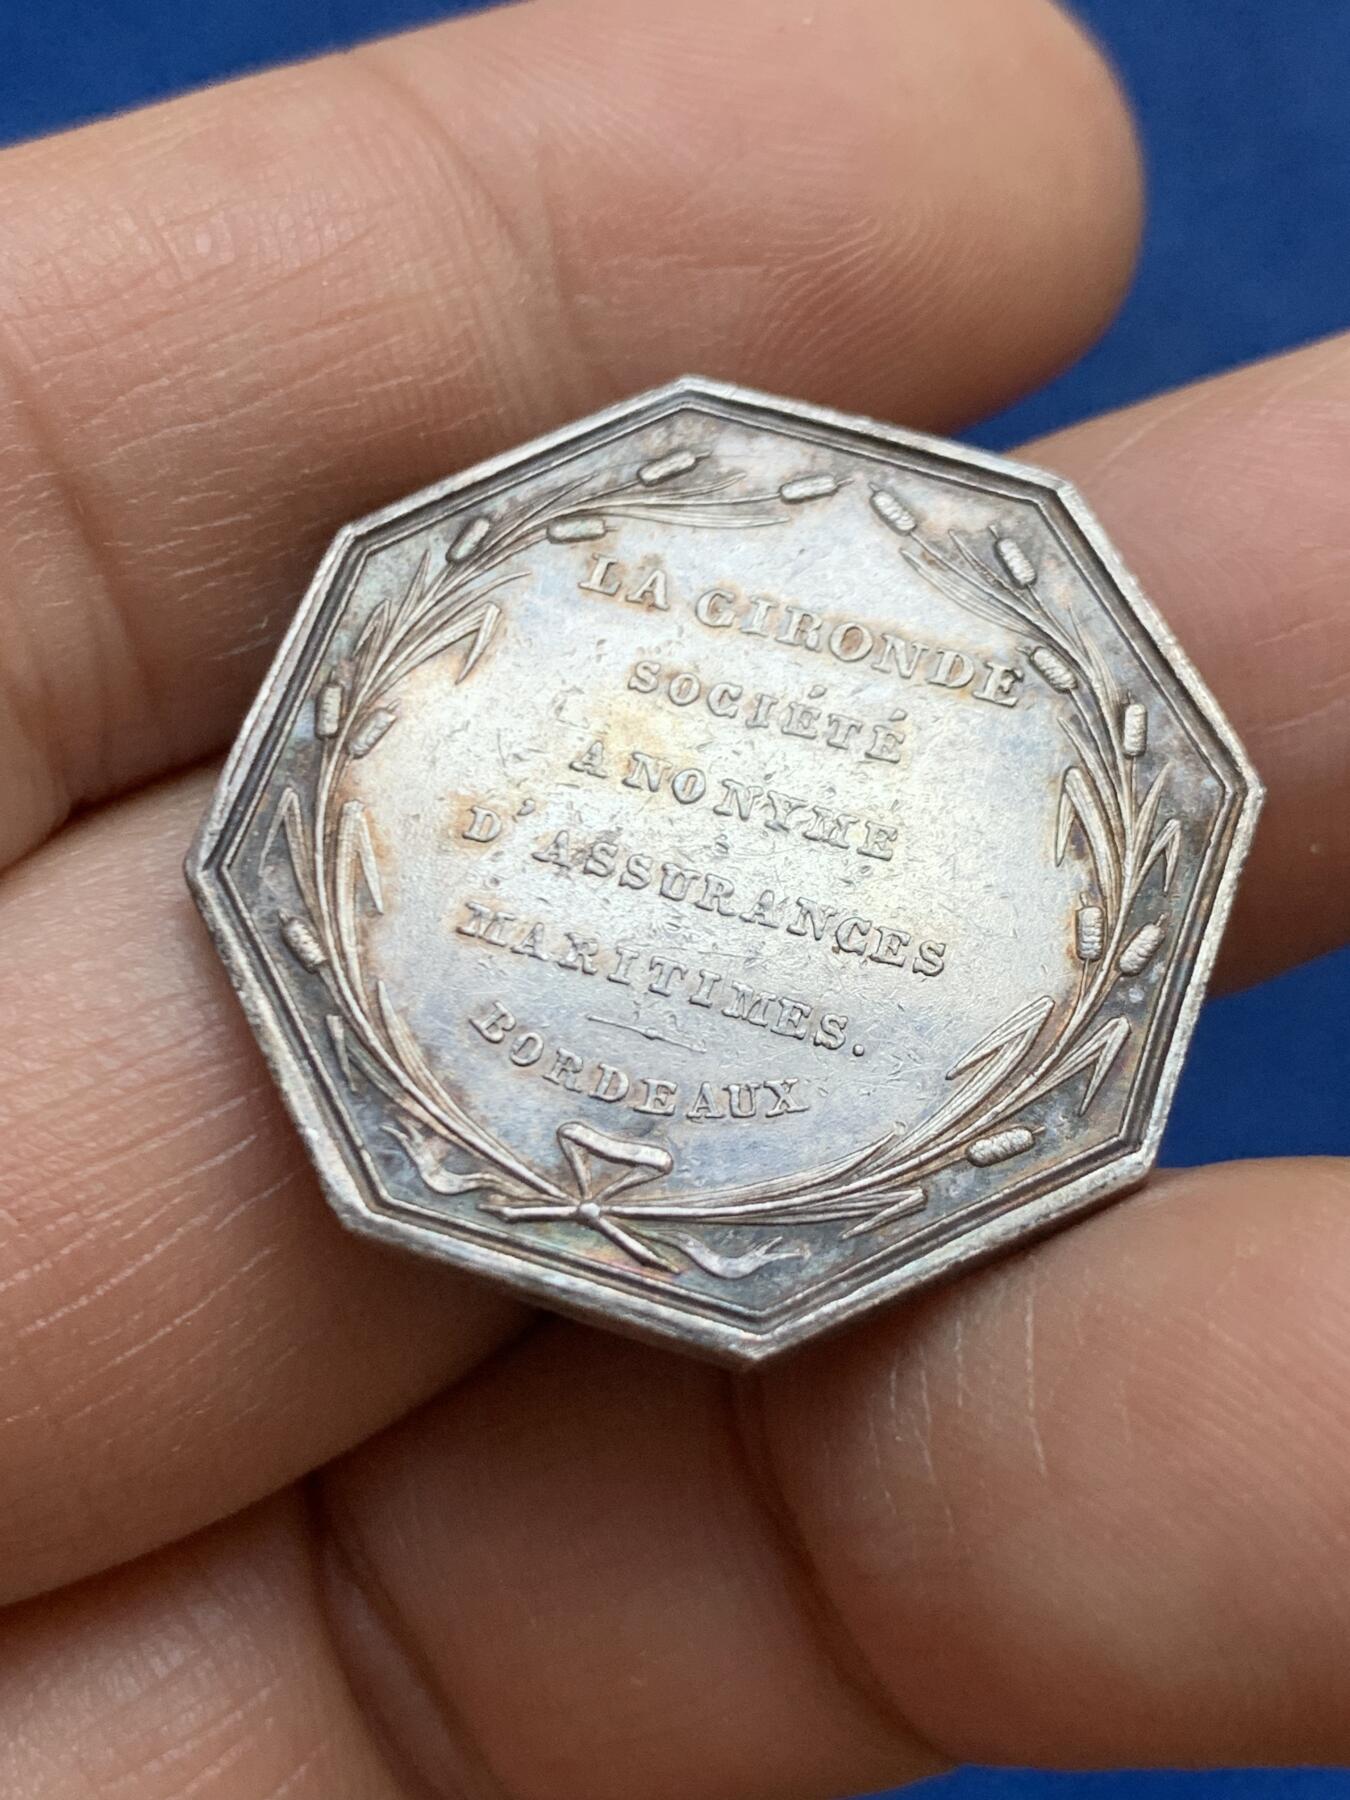 LA GIRONDE
SOCIÉTÉ
ANONYME
D'ASSURANCES
MARITIMES.
BORDEAUX